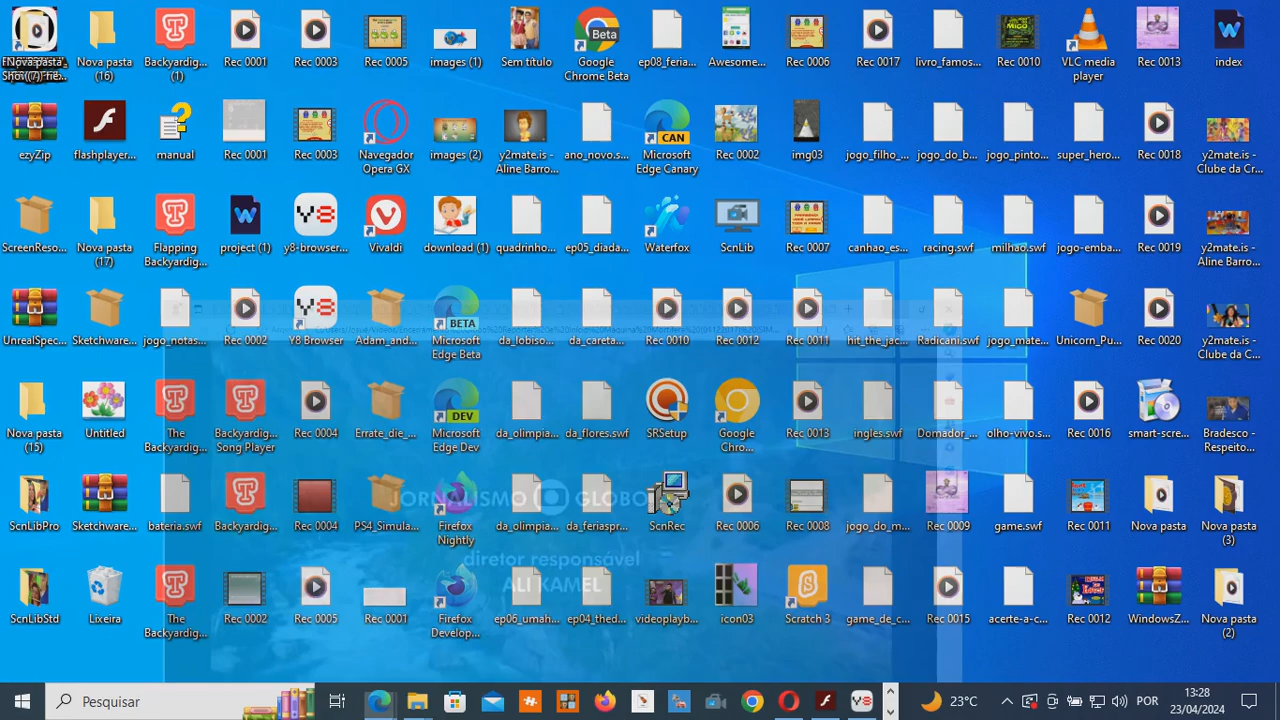 Nova pasta (16)
Backyardig... (1)
Rec 0001
Rec 0003
Rec 0005
images (1)
Sem título
Google Chrome Beta
ep08_feria...
Awesome...
Rec 0006
Rec 0017
livro_famos...
Rec 0010
VLC media player
Rec 0013
index
ezyZip
flashplayer...
manual
Rec 0001
Rec 0003
Navegador Opera GX
images (2)
y2mate.is - Aline Barro...
ano_novo.s...
Microsoft Edge Canary
Rec 0002
img03
jogo_filho_...
jogo_do_b...
jogo_pinto...
super_hero...
Rec 0018
y2mate.is - Clube da Cr...
ScreenReso...
Nova pasta (17)
Flapping Backyardig...
project (1)
y8-browser...
Vivaldi
download (1)
quadrinho...
ep05_diada...
Waterfox
ScnLib
Rec 0007
canhao_es...
racing.swf
milhao.swf
jogo-emba...
Rec 0019
y2mate.is - Aline Barro...
UnrealSpec...
Sketchware...
jogo_notas...
Rec 0002
Y8 Browser
Adam_and...
Microsoft Edge Beta
da_lobiso...
da_careta...
Rec 0010
Rec 0012
Rec 0011
hit_the_jac...
Radicani.swf
jogo_mate...
Unicorn_Pu...
Rec 0020
y2mate.is - Clube da C...
Nova pasta (15)
Untitled
The Backyardig...
Backyardig... Song Player
Rec 0004
Errate_die_...
Microsoft Edge Dev
da_olimpia...
da_flores.swf
SRSetup
Google Chro...
Rec 0013
ingles.swf
Domador_...
olho-vivo.s...
Rec 0016
smart-scre...
Bradesco - Respeito...
ScnLibPro
Sketchware...
bateria.swf
Backyardig...
Rec 0004
PS4_Simula...
Firefox Nightly
da_olimpia...
da_feriaspr...
ScnRec
Rec 0006
Rec 0008
jogo_do_m...
Rec 0009
game.swf
Rec 0011
Nova pasta
Nova pasta (3)
JORNALISMO GLOBO
diretor responsável
ALI KAMEL
ScnLibStd
Lixeira
The Backyardig...
Rec 0002
Rec 0005
Rec 0001
Firefox Develop...
ep06_umah...
ep04_thed...
videoplayb...
icon03
Scratch 3
game_de_c...
Rec 0015
acerte-a-c...
Rec 0012
WindowsZ...
Nova pasta (2)
Pesquisar
23°C
POR
13:28
23/04/2024